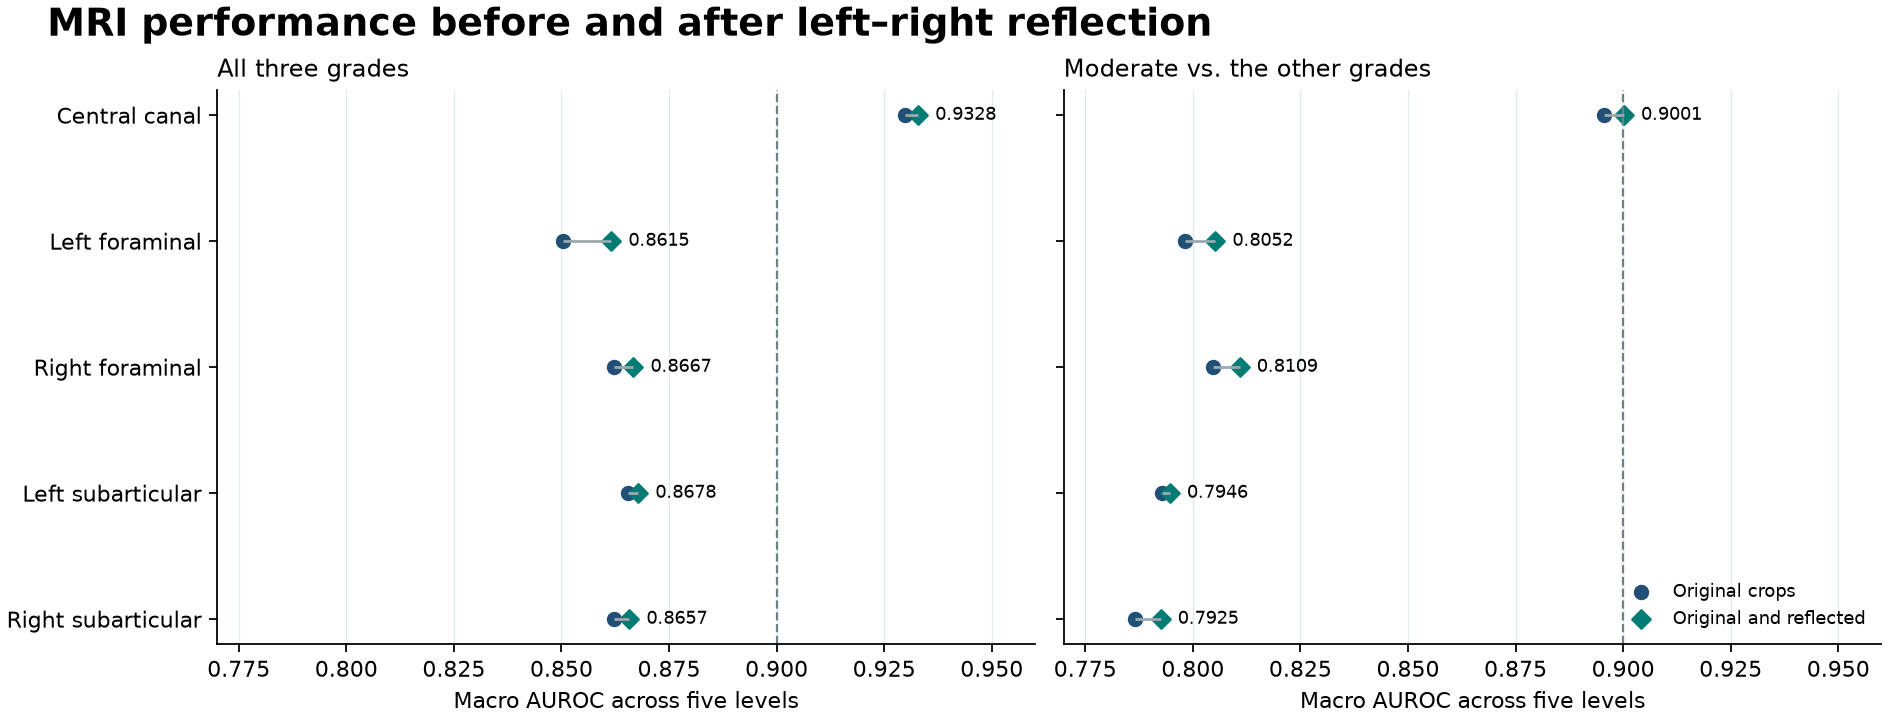 MRI performance before and after left–right reflection
All three grades
Moderate vs. the other grades
Central canal
0.9328
0.9001
Left foraminal
0.8615
0.8052
Right foraminal
0.8667
0.8109
Left subarticular
0.8678
0.7946
Right subarticular
0.8657
0.7925
Original crops
Original and reflected
0.775 0.800 0.825 0.850 0.875 0.900 0.925 0.950
0.775 0.800 0.825 0.850 0.875 0.900 0.925 0.950
Macro AUROC across five levels
Macro AUROC across five levels